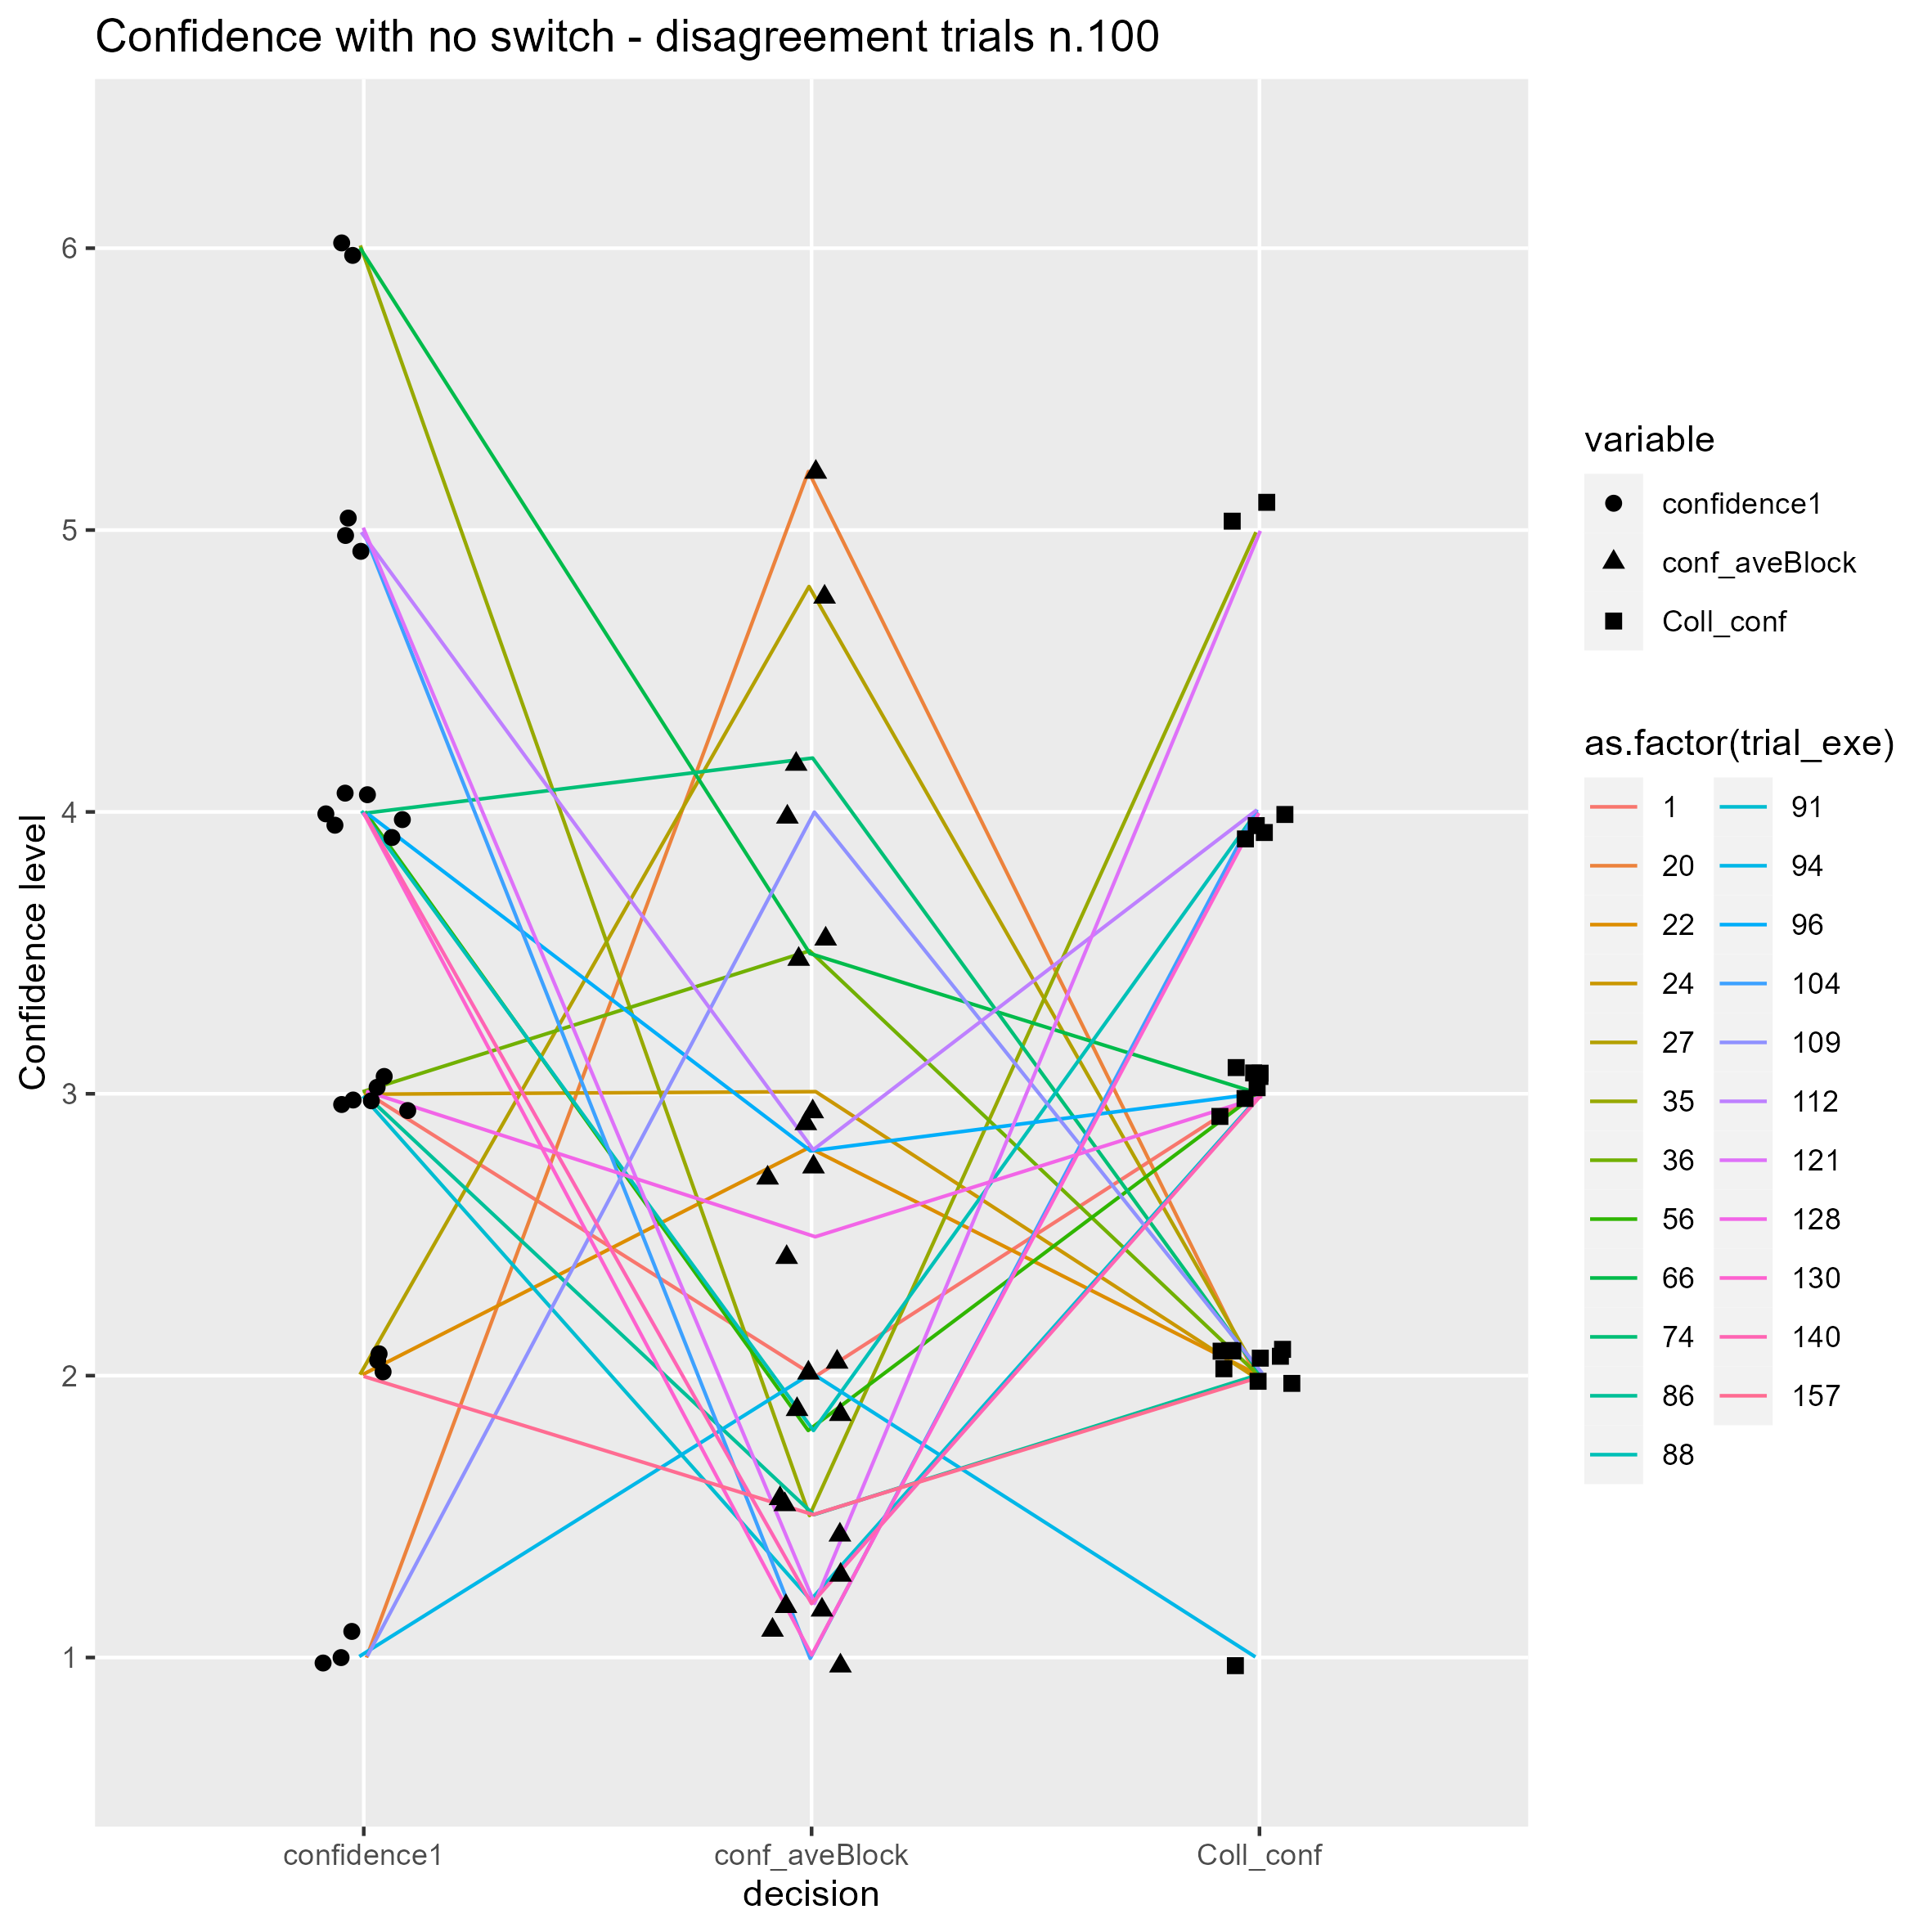 Confidence with no switch - disagreement trials n.100
Confidence level
6
5
4
3
2
1
confidence1
conf_aveBlock
Coll_conf
decision
variable
confidence1
conf_aveBlock
Coll_conf
as.factor(trial_exe)
1
20
22
24
27
35
36
56
66
74
86
88
91
94
96
104
109
112
121
128
130
140
157